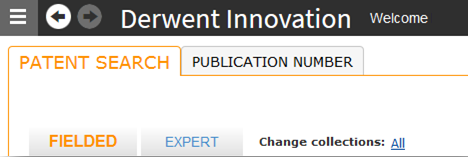 Derwent Innovation Welcome
PATENT SEARCH PUBLICATION NUMBER
FIELDED EXPERT Change collections: All